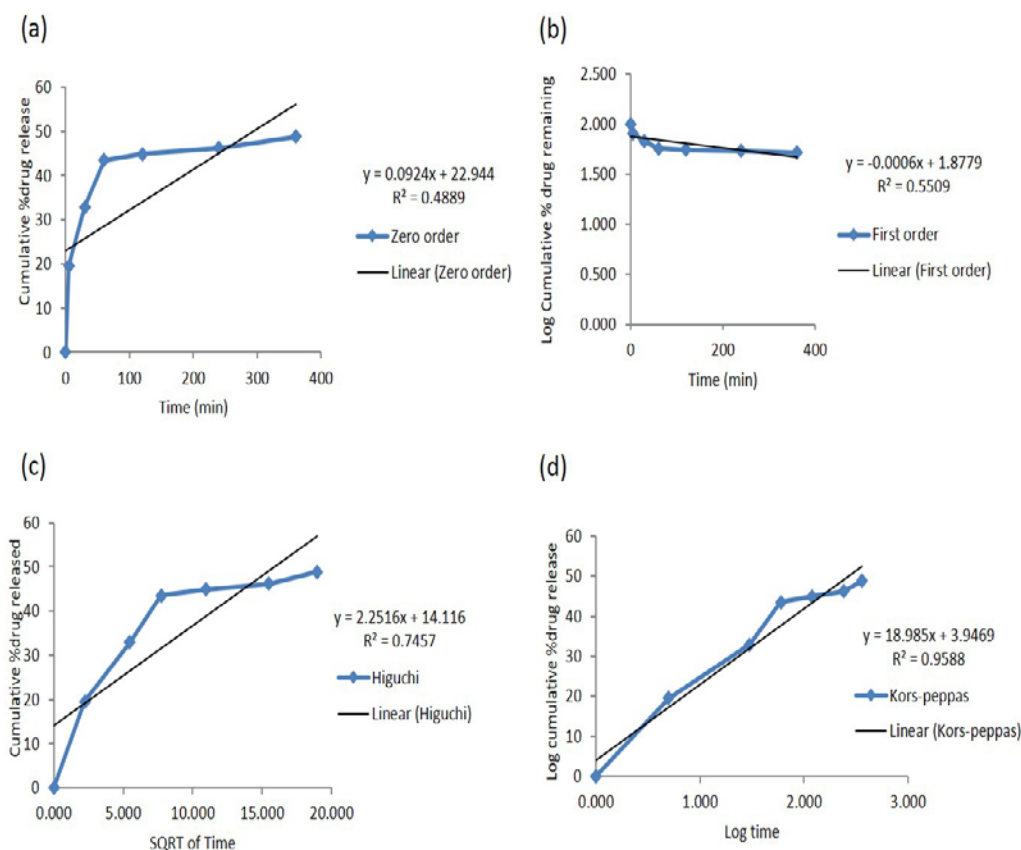 (a)
Cumulative %drug release
60
50
40
30
20
10
0
0 100 200 300 400
Time (min)
y = 0.0924x + 22.944
R² = 0.4889
Zero order
Linear (Zero order)
(b)
Log Cumulative % drug remaining
2.500
2.000
1.500
1.000
0.500
0.000
0 200 400
Time (min)
y = -0.0006x + 1.8779
R² = 0.5509
First order
Linear (First order)
(c)
Cumulative %drug released
60
50
40
30
20
10
0
0.000 5.000 10.000 15.000 20.000
SQRT of Time
y = 2.2516x + 14.116
R² = 0.7457
Higuchi
Linear (Higuchi)
(d)
Log cumulative %drug release
60
50
40
30
20
10
0
0.000 1.000 2.000 3.000
Log time
y = 18.985x + 3.9469
R² = 0.9588
Kors-peppas
Linear (Kors-peppas)